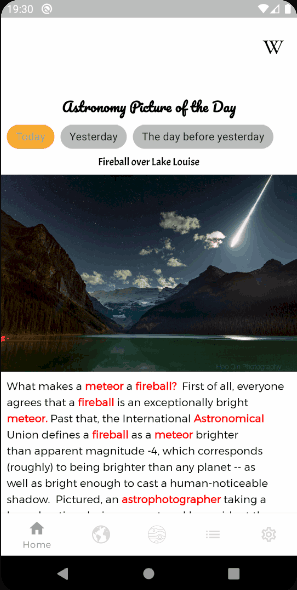 19:30
W
Astronomy Picture of the Day
Today
Yesterday
The day before yesterday
Fireball over Lake Louise
What makes a meteor a fireball? First of all, everyone
agrees that a fireball is an exceptionally bright
meteor. Past that, the International Astronomical
Union defines a fireball as a meteor brighter
than apparent magnitude -4, which corresponds
(roughly) to being brighter than any planet -- as
well as bright enough to cast a human-noticeable
shadow. Pictured, an astrophotographer taking a
Home